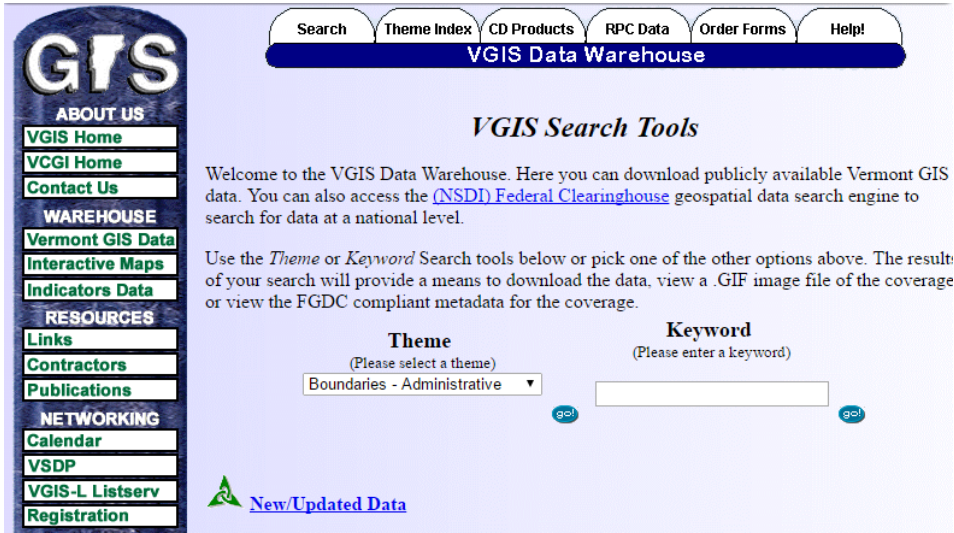 GIS
ABOUT US
VGIS Home
VCGI Home
Contact Us
WAREHOUSE
Vermont GIS Data
Interactive Maps
Indicators Data
RESOURCES
Links
Contractors
Publications
NETWORKING
Calendar
VSDP
VGIS-L Listserv
Registration
Search Theme Index CD Products RPC Data Order Forms Help!
VGIS Data Warehouse
VGIS Search Tools
Welcome to the VGIS Data Warehouse. Here you can download publicly available Vermont GIS
data. You can also access the (NSDI) Federal Clearinghouse geospatial data search engine to
search for data at a national level.
Use the Theme or Keyword Search tools below or pick one of the other options above. The results
of your search will provide a means to download the data, view a .GIF image file of the coverage
or view the FGDC compliant metadata for the coverage.
Theme
(Please select a theme)
Boundaries - Administrative
go!
Keyword
(Please enter a keyword)
go!
New/Updated Data